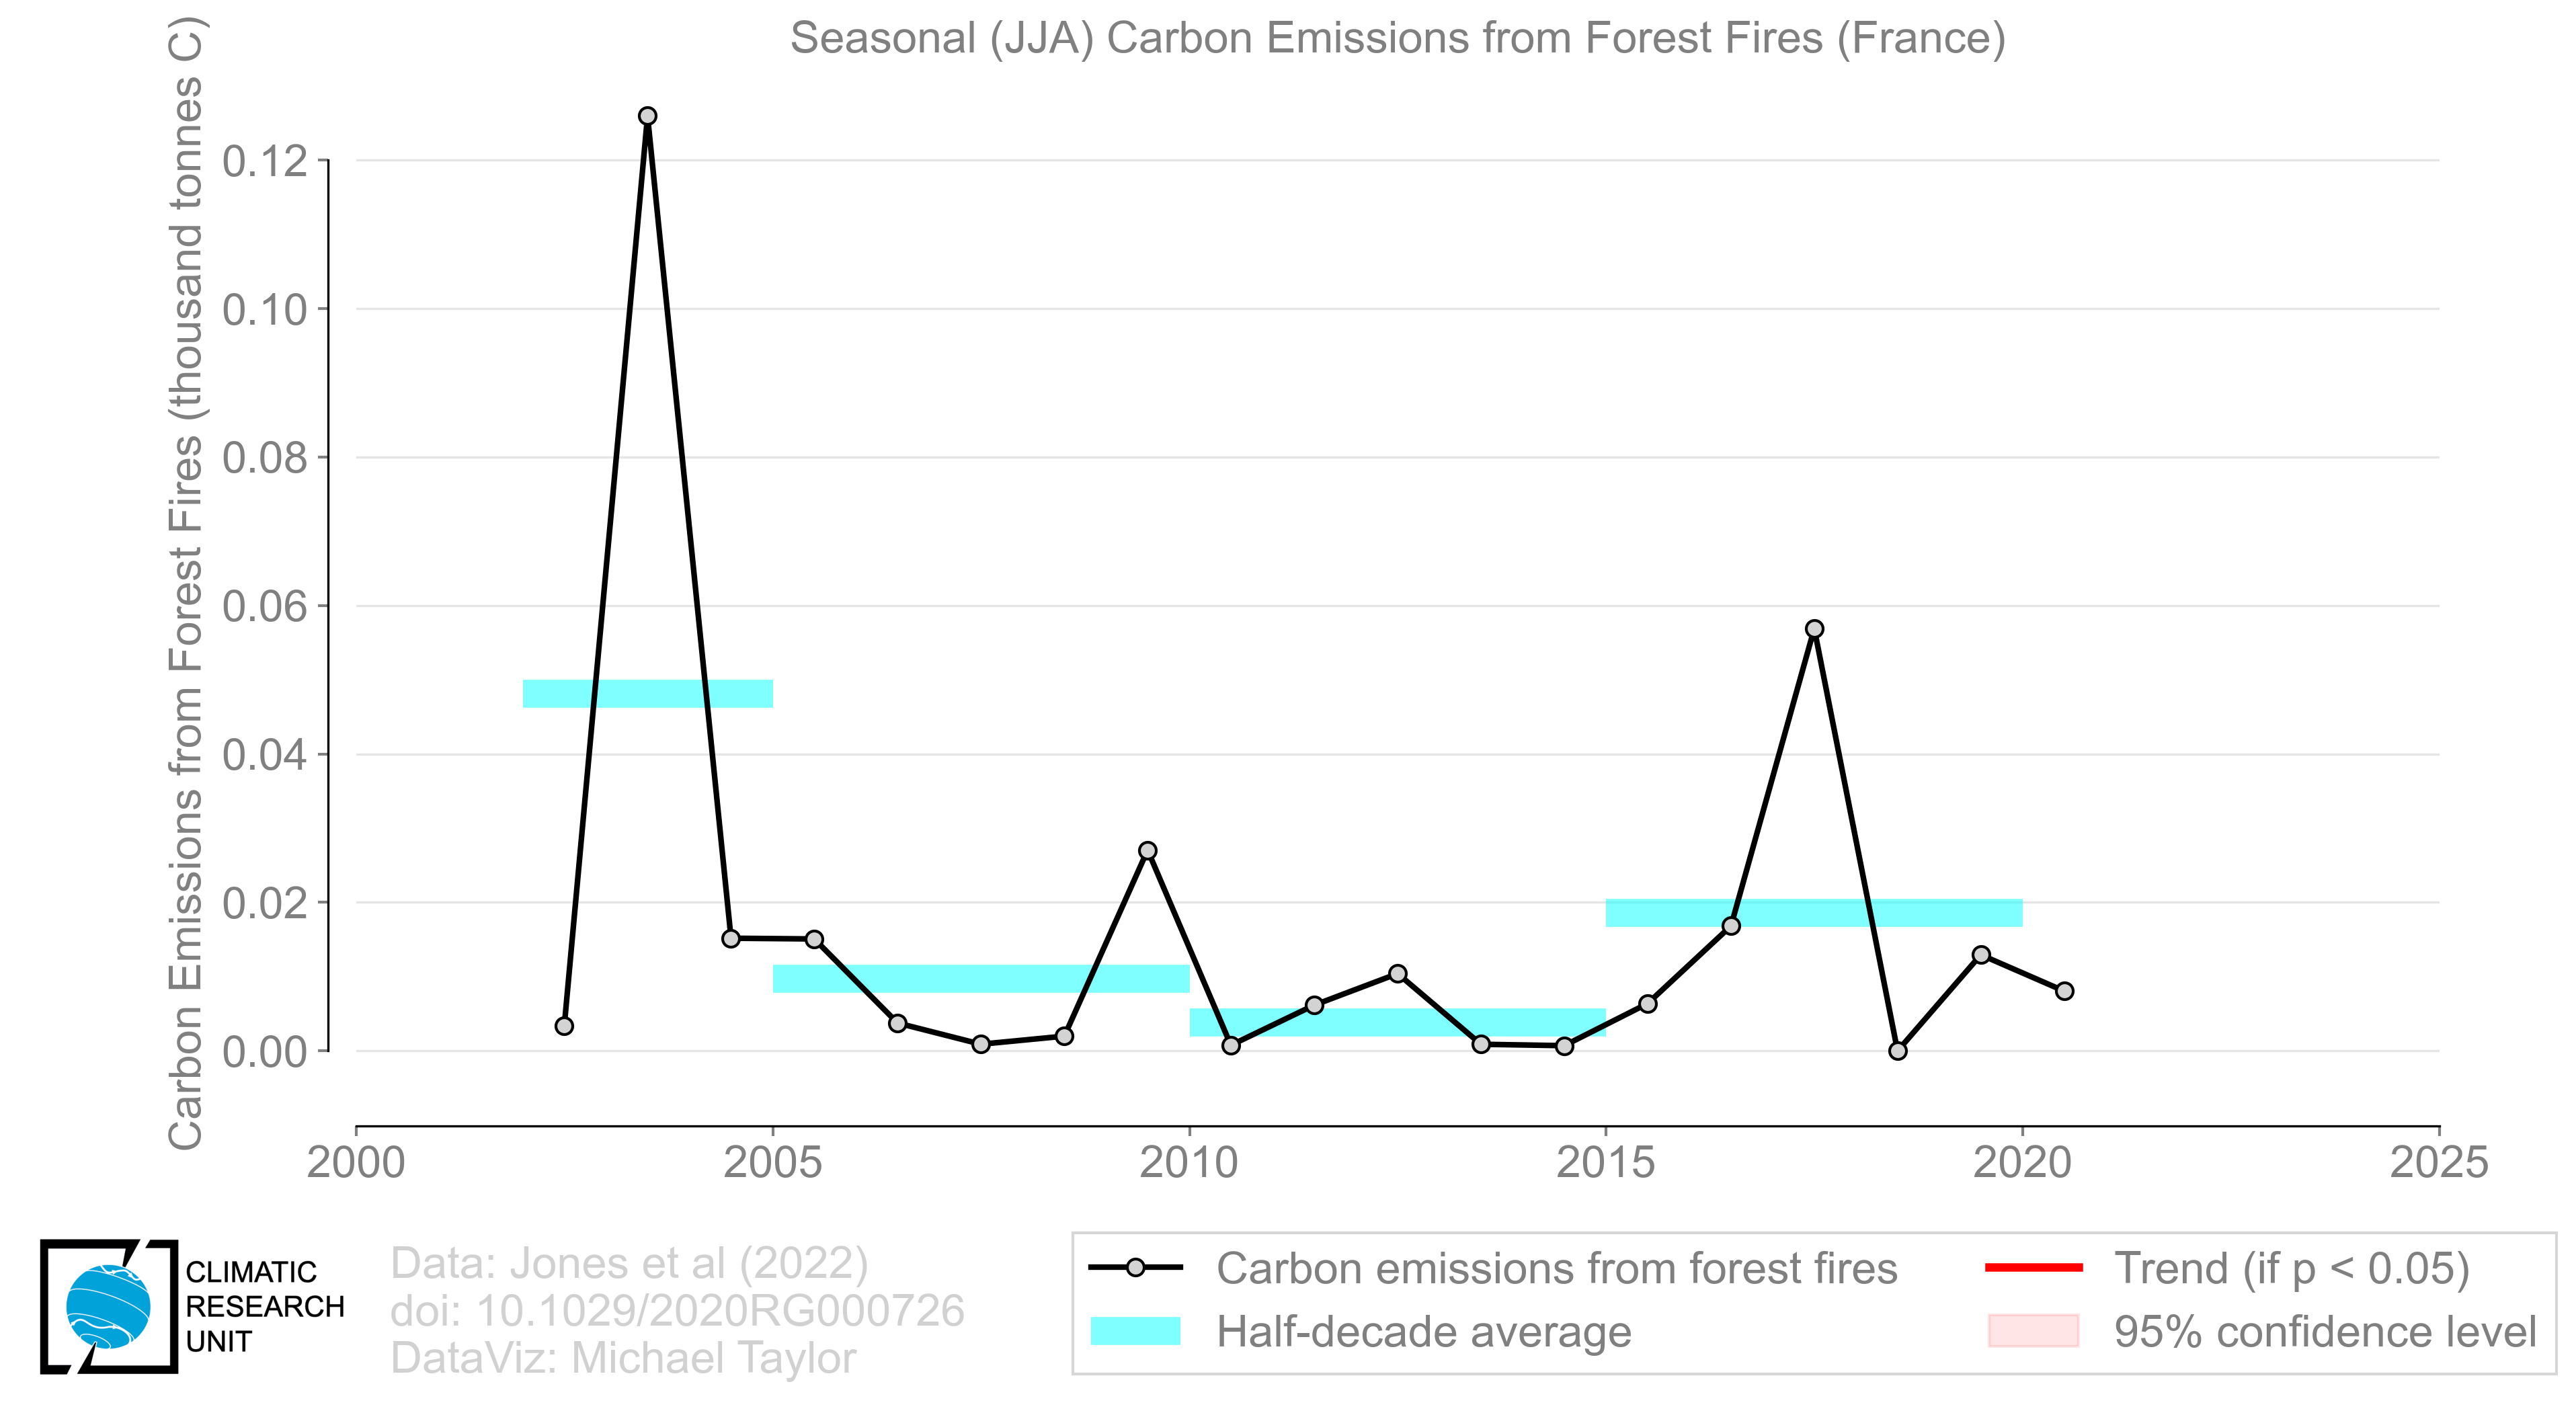 Seasonal (JJA) Carbon Emissions from Forest Fires (France)
Carbon Emissions from Forest Fires (thousand tonnes C)
0.12
0.10
0.08
0.06
0.04
0.02
0.00
2000
2005
2010
2015
2020
2025
CLIMATIC
RESEARCH
UNIT
Data: Jones et al (2022)
doi: 10.1029/2020RG000726
DataViz: Michael Taylor
Carbon emissions from forest fires
Half-decade average
Trend (if p < 0.05)
95% confidence level